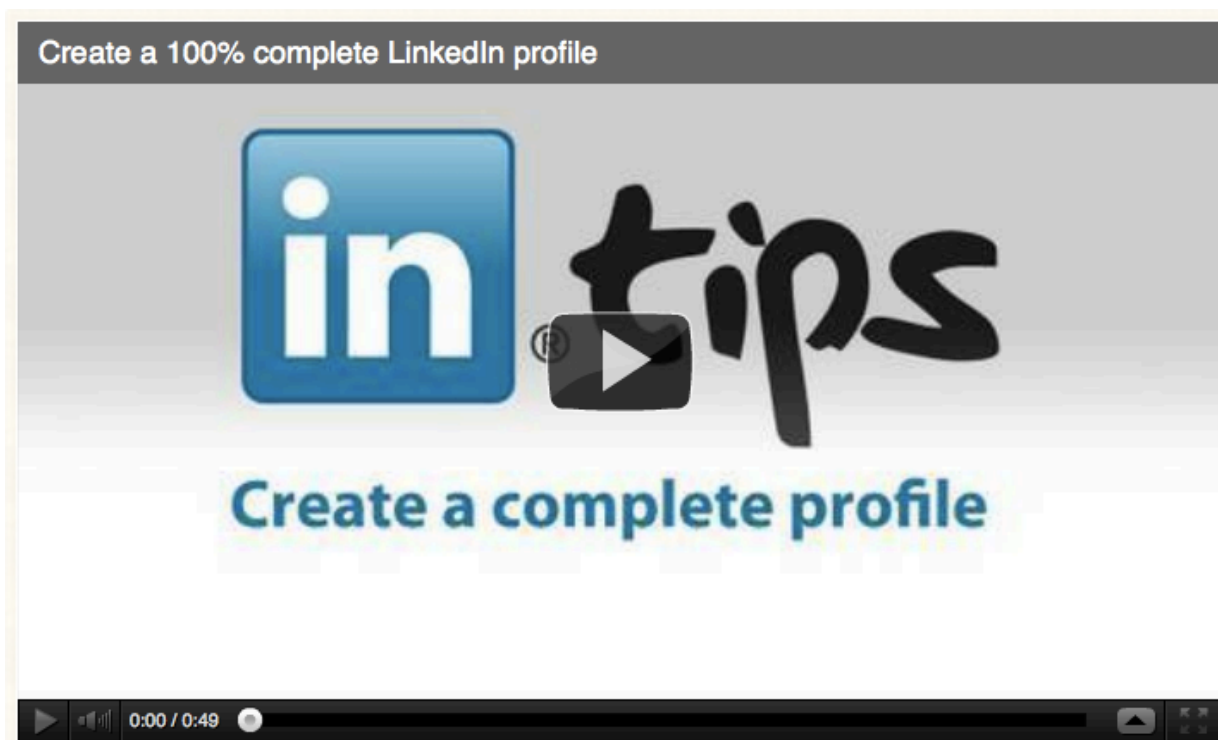 Create a 100% complete LinkedIn profile
in® tips
Create a complete profile
0:00 / 0:49